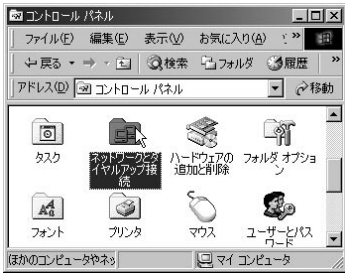 コントロール パネル
ファイル(F) 編集(E) 表示(V) お気に入り(A) »
戻る 検索 フォルダ 履歴 »
アドレス(D) コントロール パネル 移動
タスク ネットワークとダイヤルアップ接続 ハードウェアの追加と削除 フォルダ オプション
フォント プリンタ マウス ユーザーとパスワード
ほかのコンピュータやネッ マイ コンピュータ